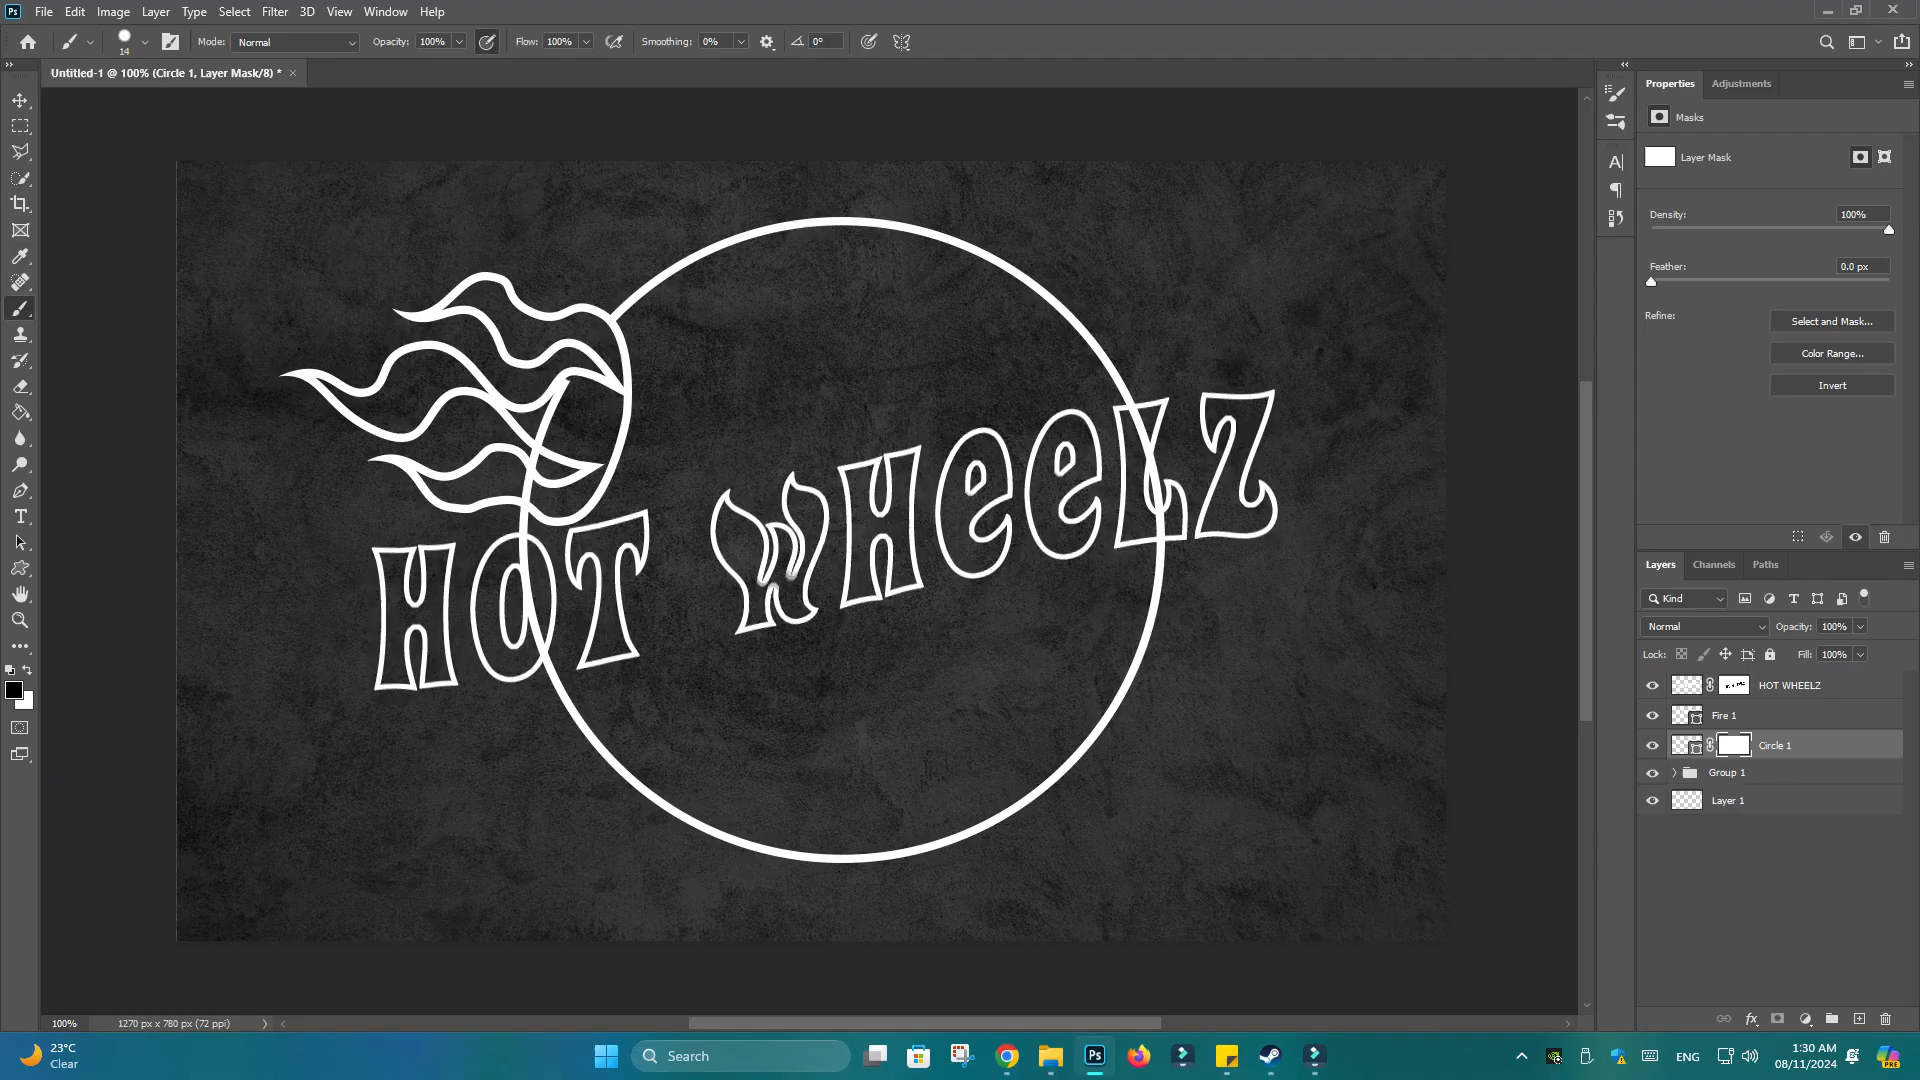 Ps File Edit Image Layer Type Select Filter 3D View Window Help
14 Mode: Normal Opacity: 100% Flow: 100% Smoothing: 0% 0°
Untitled-1 @ 100% (Circle 1, Layer Mask/8) * ×
HOT WHEELZ
100% 1270 px x 780 px (72 ppi)
Properties Adjustments
Masks
Layer Mask
Density: 100%
Feather: 0.0 px
Refine: Select and Mask...
Color Range...
Invert
Layers Channels Paths
Kind
Normal Opacity: 100%
Lock: Fill: 100%
HOT WHEELZ
Fire 1
Circle 1
Group 1
Layer 1
23°C
Clear
Search
Ps
ENG
1:30 AM
08/11/2024
PRE